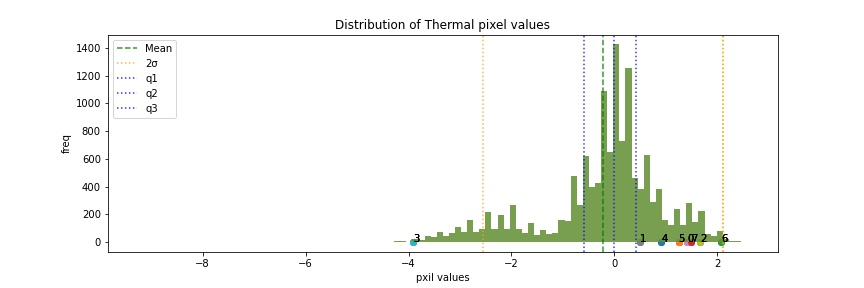 Distribution of Thermal pixel values
1400
1200
1000
800
600
400
200
0
freq
Mean
2σ
q1
q2
q3
3 1 4 5 0 7 2 6
−8 −6 −4 −2 0 2
pxil values